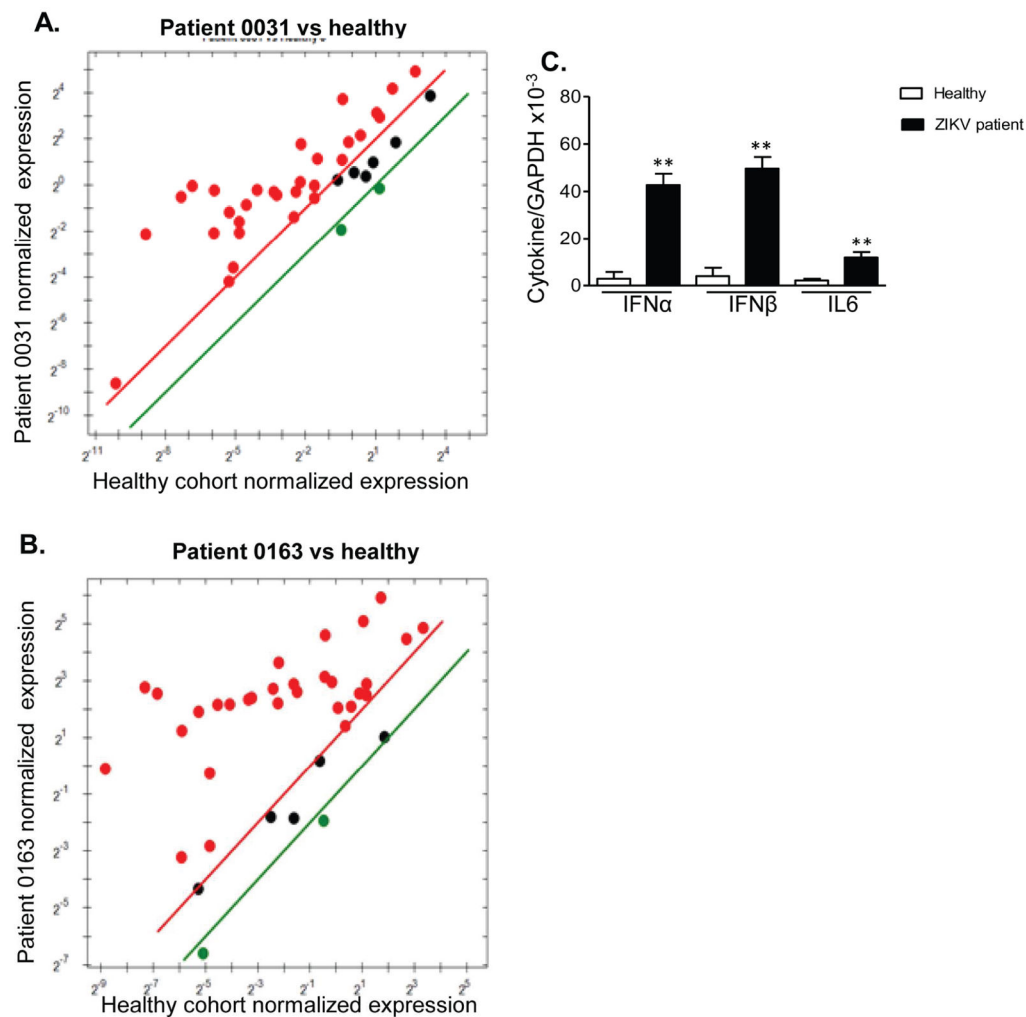 A.
Patient 0031 vs healthy
Patient 0031 normalized expression
2^4
2^2
2^0
2^-2
2^-4
2^-6
2^-8
2^-10
2^-11
2^-8
2^-5
2^-2
2^1
2^4
Healthy cohort normalized expression
B.
Patient 0163 vs healthy
Patient 0163 normalized expression
2^5
2^3
2^1
2^-1
2^-3
2^-5
2^-7
2^-9
2^-7
2^-5
2^-3
2^-1
2^1
2^3
2^5
Healthy cohort normalized expression
C.
Cytokine/GAPDH x10^-3
80
60
40
20
0
**
**
**
IFNα
IFNβ
IL6
Healthy
ZIKV patient